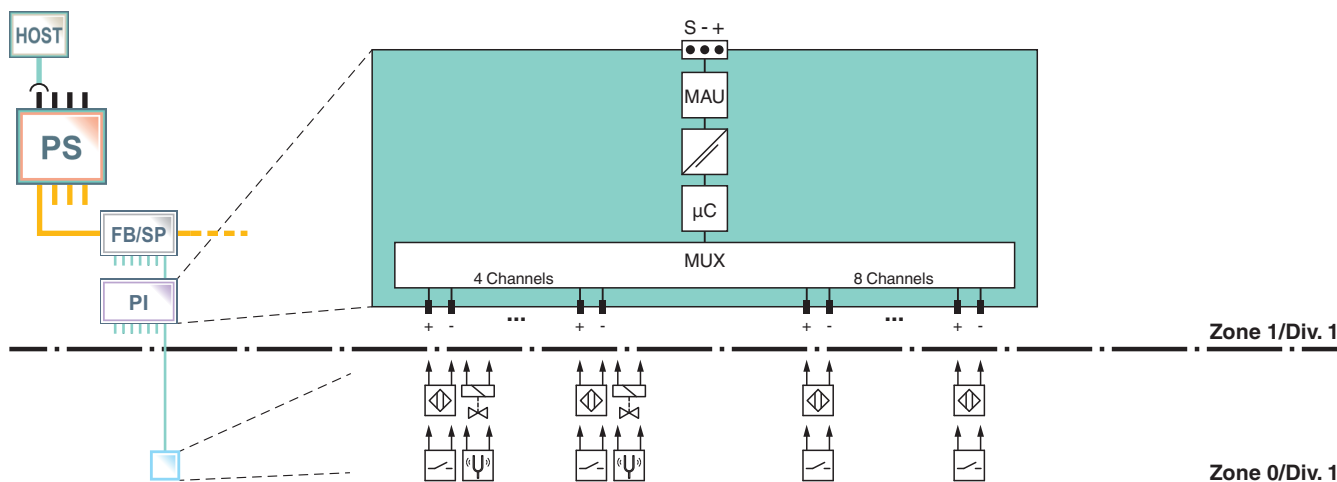 HOST
S - +
PS
MAU
µC
FB/SP
MUX
PI
4 Channels
8 Channels
+ - ... + - + - ... + -
Zone 1/Div. 1
Zone 0/Div. 1